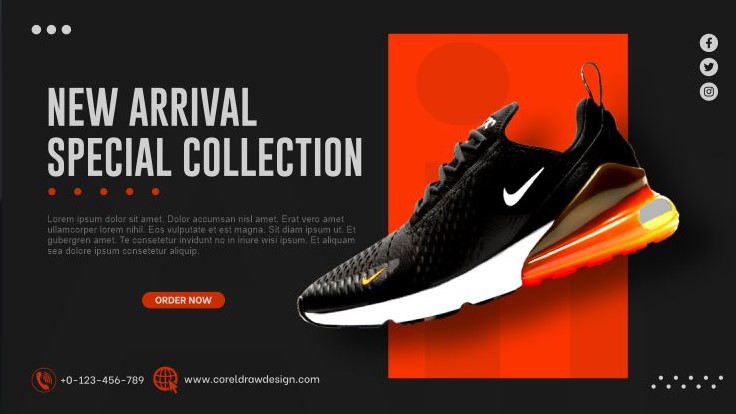 NEW ARRIVAL
SPECIAL COLLECTION
Lorem ipsum dolor sit amet. Dolor accumsan nisl amet. Erat vero amet
ullamcorper lorem nihil. Eos vulputate et est magna. Sit diam ipsum ut. Et
gubergren amet. Te consetetur invidunt no in iriure wisi ipsum. Et aliquam
sea dolore ipsum consetetur aliquip.
ORDER NOW
+0-123-456-789
www.coreldrawdesign.com